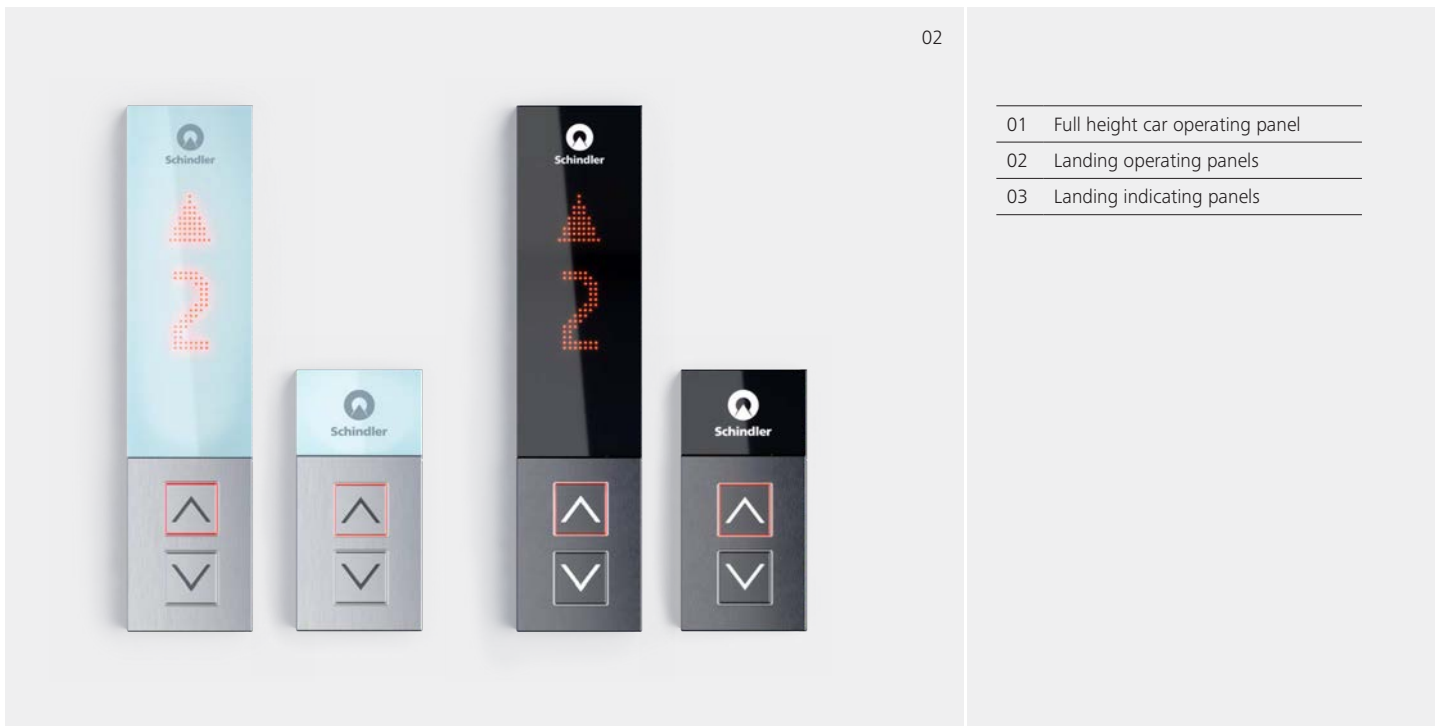 02
Schindler
2
Schindler
Schindler
2
Schindler
01 Full height car operating panel
02 Landing operating panels
03 Landing indicating panels